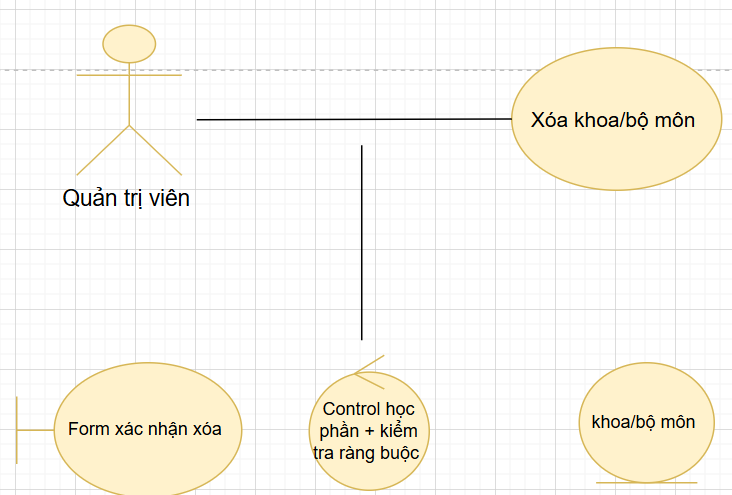 Xóa khoa/bộ môn
Quản trị viên
Form xác nhận xóa
Control học
phần + kiểm
tra ràng buộc
khoa/bộ môn